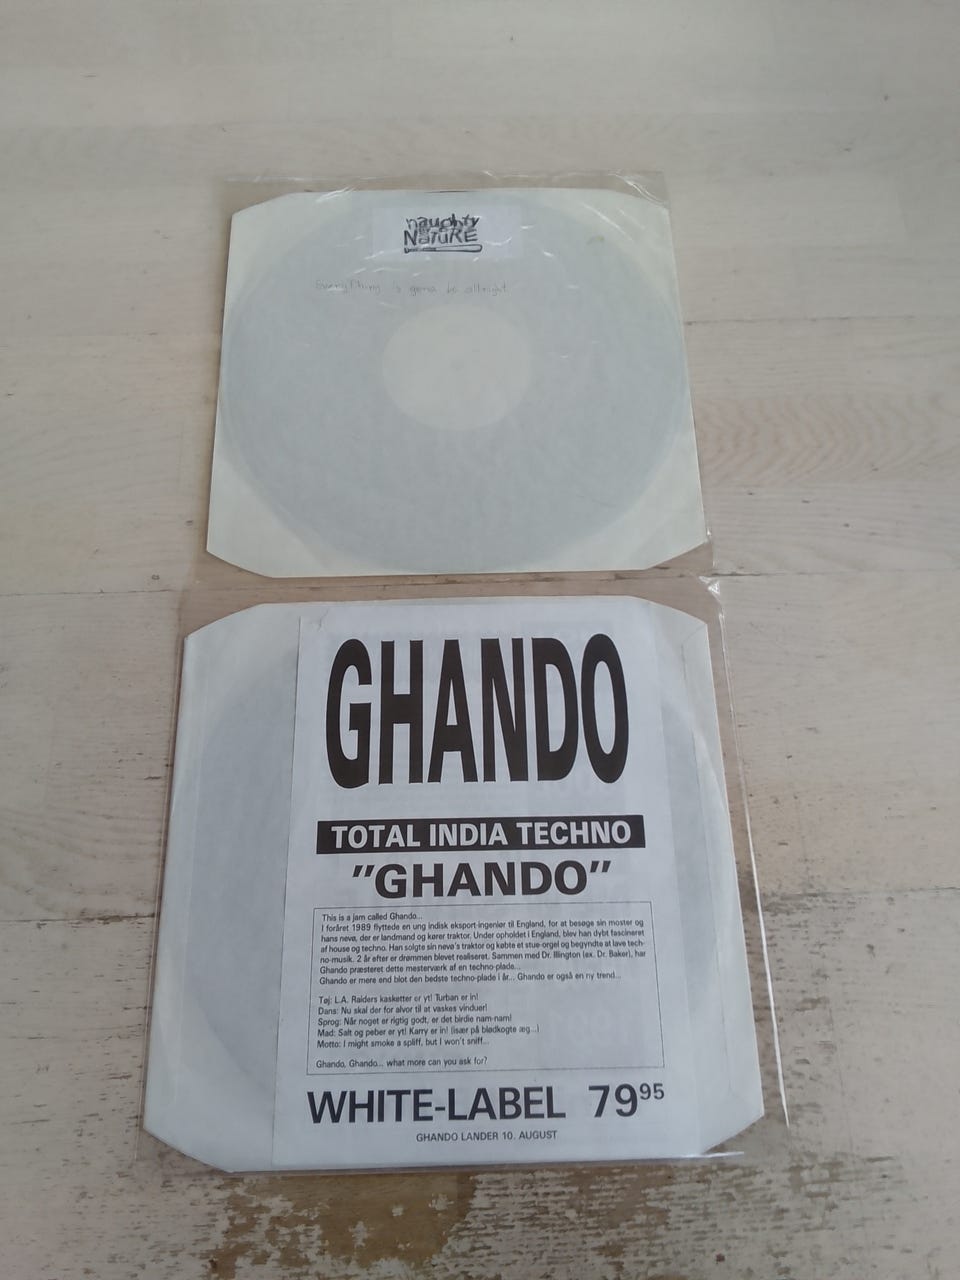 naughty
by
NatuRE
Everything is gonna be allright
GHANDO
TOTAL INDIA TECHNO
"GHANDO"
This is a jam called Ghando...
I foråret 1989 flyttede en ung indisk eksport-ingeniør til England, for at besøge sin moster og
hans nevø, der er landmand og kører traktor. Under opholdet i England, blev han dybt fascineret
af house og techno. Han solgte sin nevø's traktor og købte et stue-orgel og begyndte at lave tech-
no-musik. 2 år efter er drømmen blevet realiseret. Sammen med Dr. Illington (ex. Dr. Baker), har
Ghando præsteret dette mesterværk af en techno-plade...
Ghando er mere end blot den bedste techno-plade i år... Ghando er også en ny trend...
Tøj: L.A. Raiders kasketter er yt! Turban er in!
Dans: Nu skal der for alvor til at vaskes vinduer!
Sprog: Når noget er rigtig godt, er det birdie nam-nam!
Mad: Salt og peber er yt! Karry er in! (især på blødkogte æg...)
Motto: I might smoke a spliff, but I won't sniff...
Ghando, Ghando... what more can you ask for?
WHITE-LABEL 79⁹⁵
GHANDO LANDER 10. AUGUST